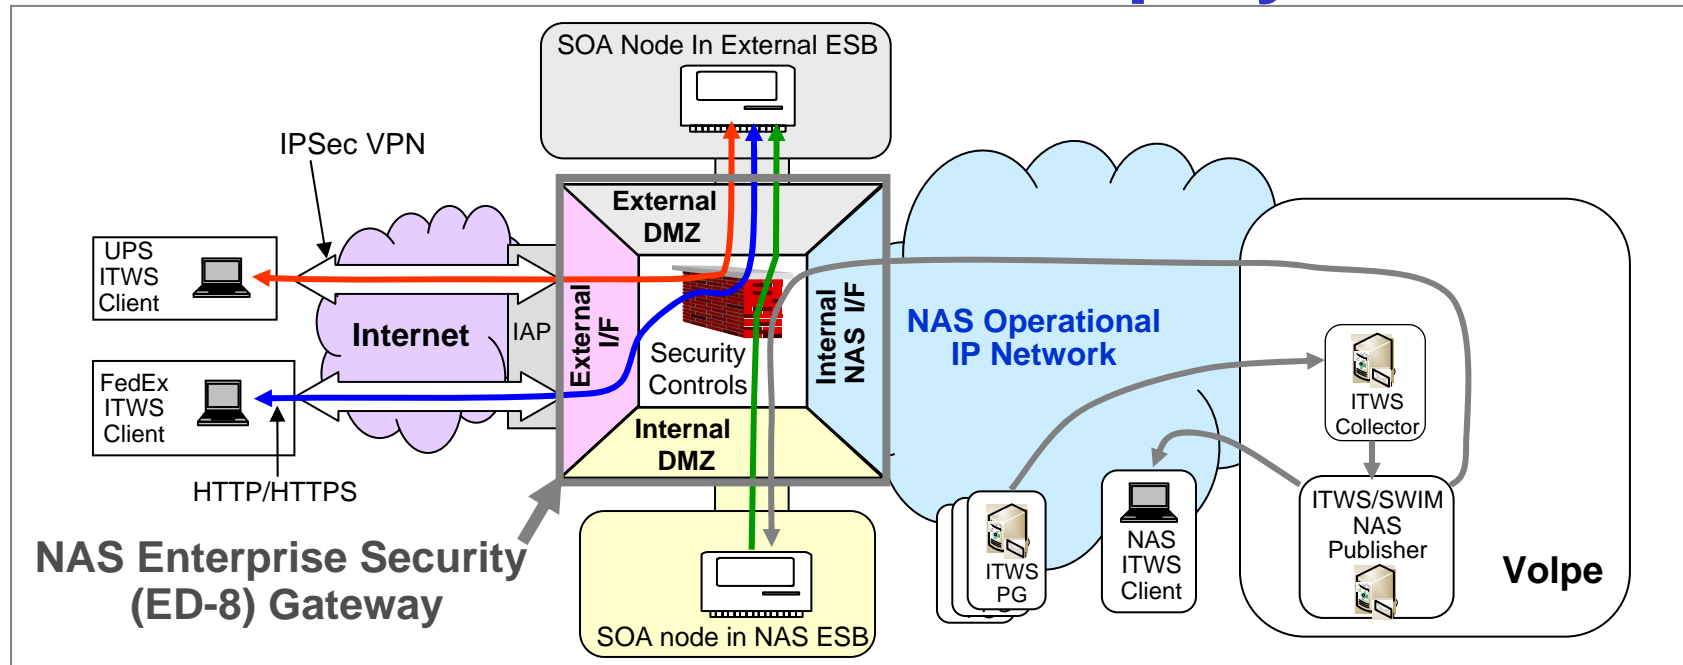 SOA Node In External ESB
IPSec VPN
External
DMZ
UPS
ITWS
Client
Internet
IAP
External
I/F
Security
Controls
Internal
NAS I/F
NAS Operational
IP Network
FedEx
ITWS
Client
HTTP/HTTPS
Internal
DMZ
ITWS
Collector
ITWS/SWIM
NAS
Publisher
NAS
ITWS
Client
ITWS
PG
Volpe
NAS Enterprise Security
(ED-8) Gateway
SOA node in NAS ESB